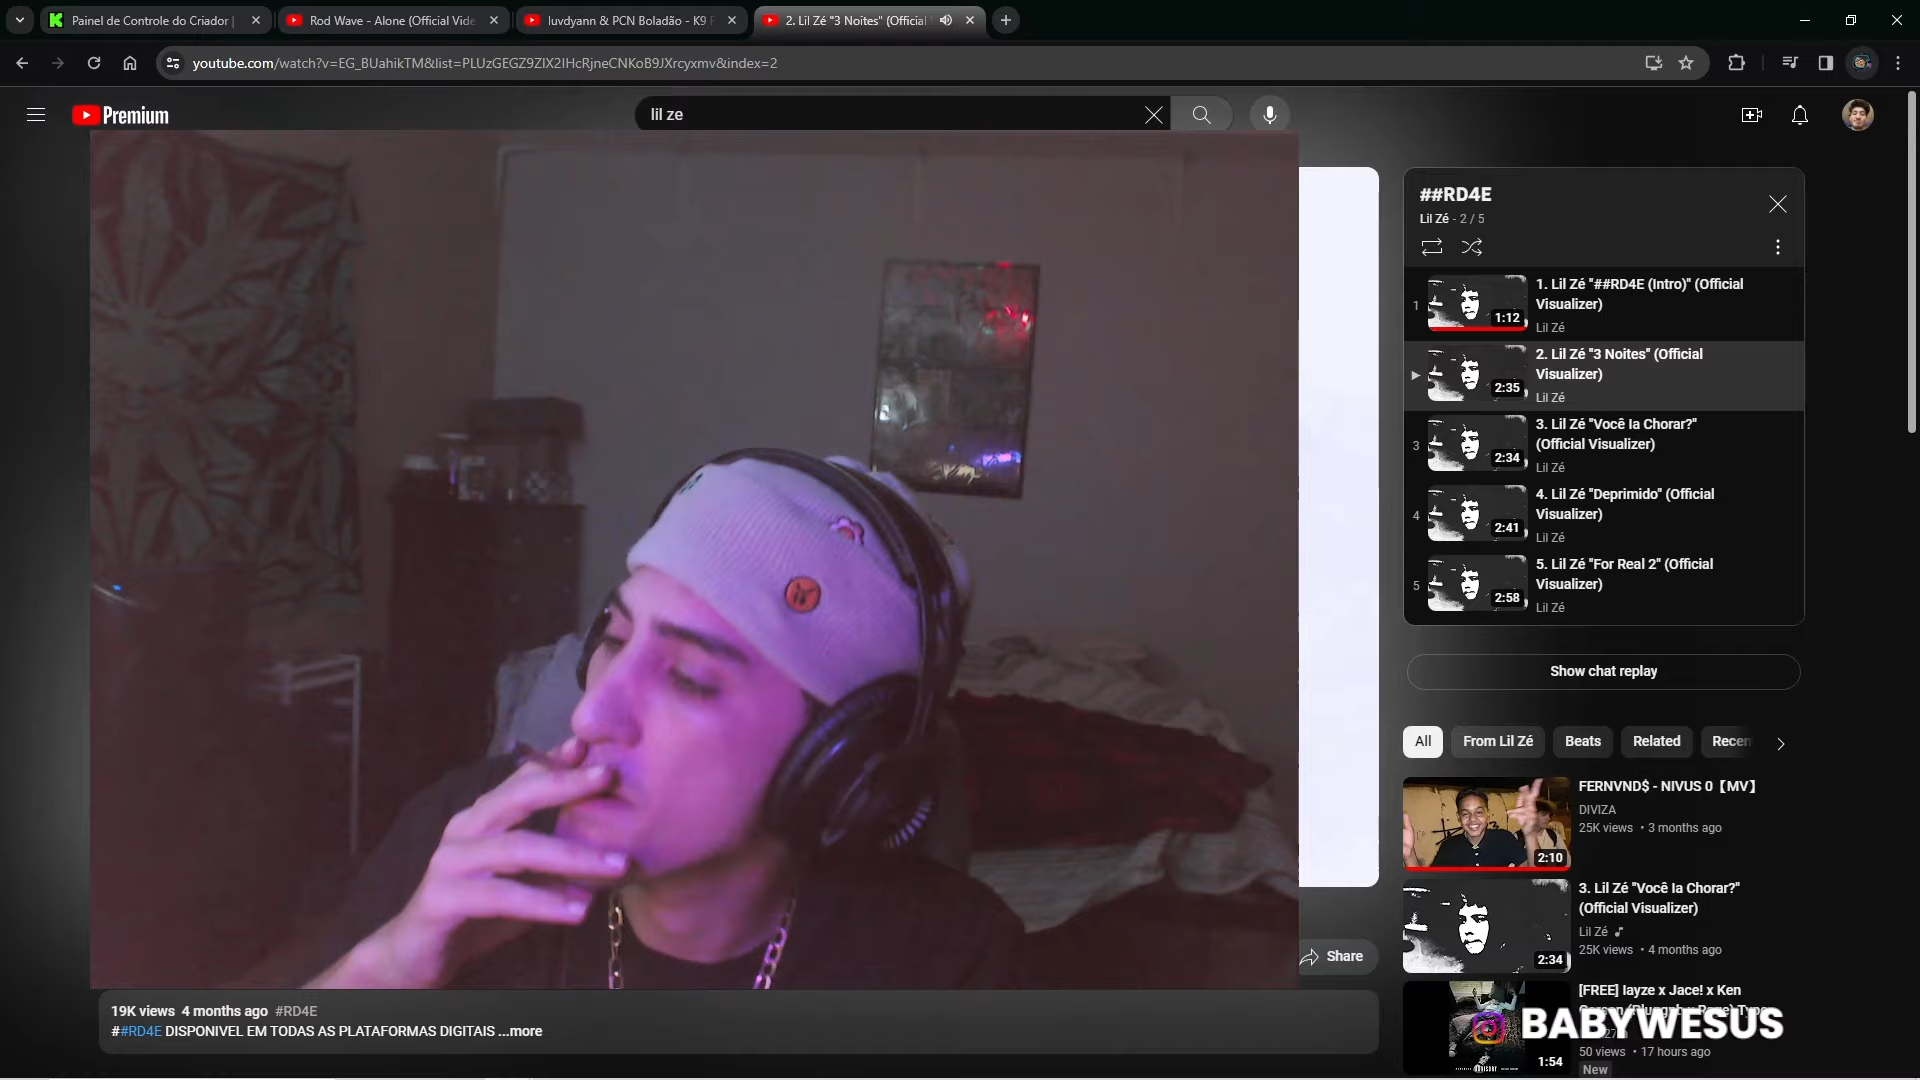 Painel de Controle do Criador |
Rod Wave - Alone (Official Vide
luvdyann & PCN Boladão - K9 F
2. Lil Zé "3 Noites" (Official
youtube.com/watch?v=EG_BUahikTM&list=PLUzGEGZ9ZIX2IHcRjneCNKoB9JXrcyxmv&index=2
Premium
lil ze
##RD4E
Lil Zé - 2 / 5
1
1. Lil Zé "##RD4E (Intro)" (Official
Visualizer)
1:12
Lil Zé
2. Lil Zé "3 Noites" (Official
Visualizer)
2:35
Lil Zé
3
3. Lil Zé "Você Ia Chorar?"
(Official Visualizer)
2:34
Lil Zé
4
4. Lil Zé "Deprimido" (Official
Visualizer)
2:41
Lil Zé
5
5. Lil Zé "For Real 2" (Official
Visualizer)
2:58
Lil Zé
Show chat replay
All From Lil Zé Beats Related Recen
FERNVND$ - NIVUS 0【MV】
DIVIZA
25K views • 3 months ago
2:10
3. Lil Zé "Você Ia Chorar?"
(Official Visualizer)
Lil Zé
25K views • 4 months ago
2:34
[FREE] Iayze x Jace! x Ken
BABYWESUS
50 views • 17 hours ago
1:54
New
Share
19K views 4 months ago #RD4E
##RD4E DISPONIVEL EM TODAS AS PLATAFORMAS DIGITAIS ...more